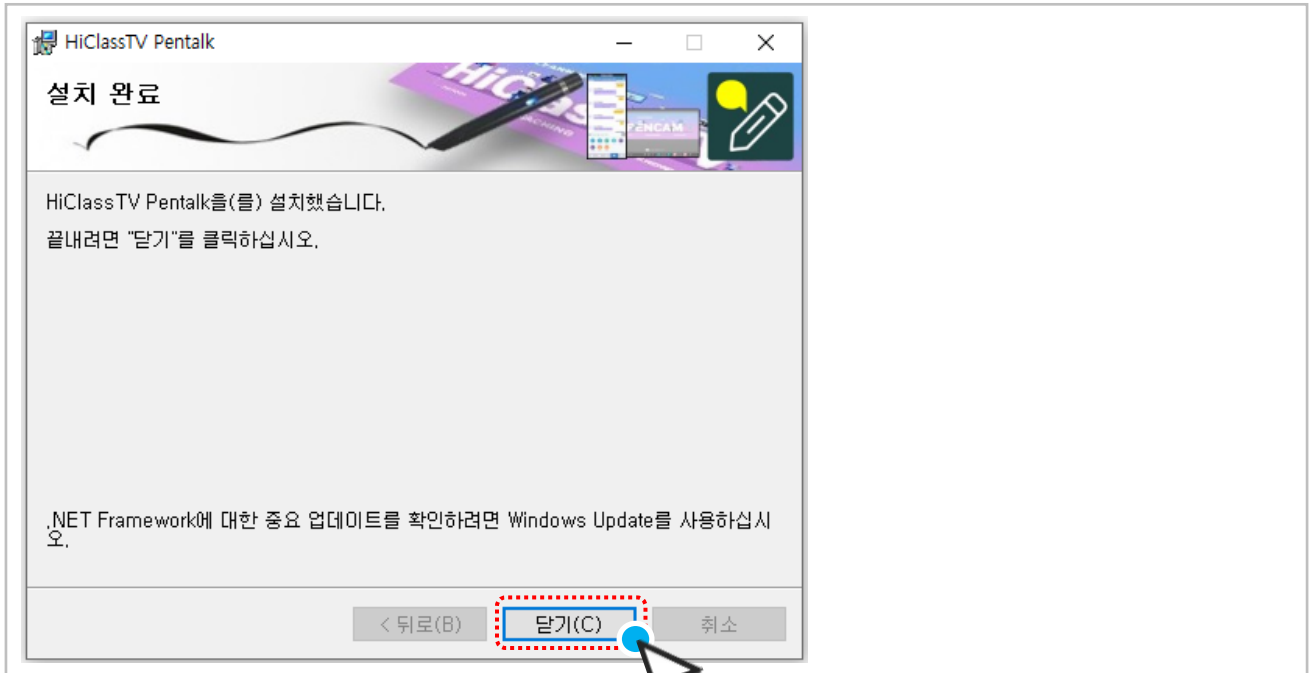 HiClassTV Pentalk
설치 완료
HiClass
PENCAM
HiClassTV Pentalk을(를) 설치했습니다.
끝내려면 "닫기"를 클릭하십시오.
.NET Framework에 대한 중요 업데이트를 확인하려면 Windows Update를 사용하십시
오.
< 뒤로(B)
닫기(C)
취소